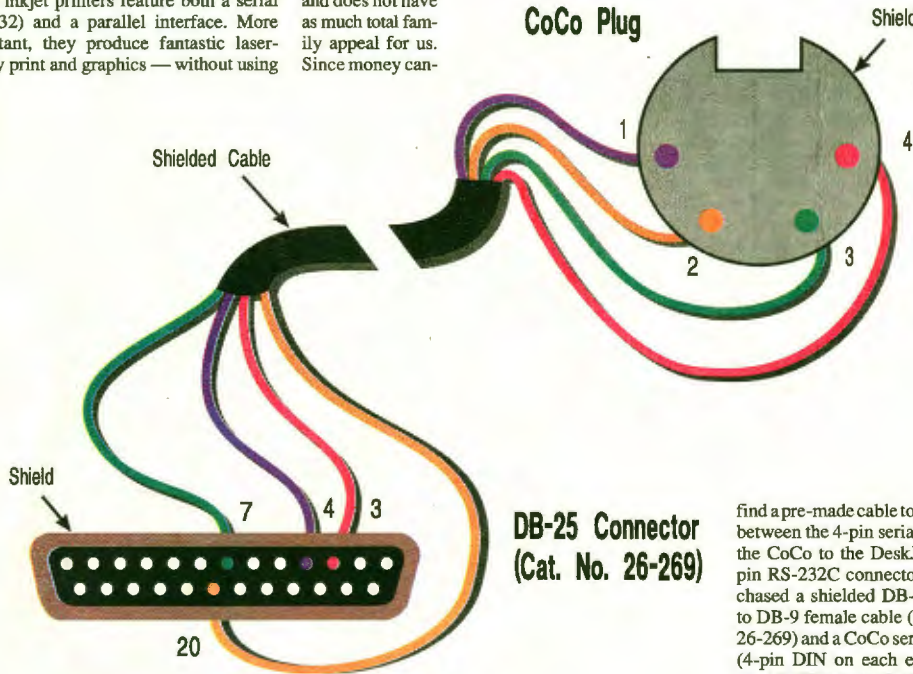 inkjet printers feature both a serial
32) and a parallel interface. More
tant, they produce fantastic laser-
y print and graphics — without using
and does not have
as much total fam-
ily appeal for us.
Since money can-
CoCo Plug
Shield
1
4
2
3
Shielded Cable
Shield
7
4
3
20
DB-25 Connector
(Cat. No. 26-269)
find a pre-made cable to
between the 4-pin serial
the CoCo to the DeskJ
pin RS-232C connector
chased a shielded DB-
to DB-9 female cable (
26-269) and a CoCo ser
(4-pin DIN on each e